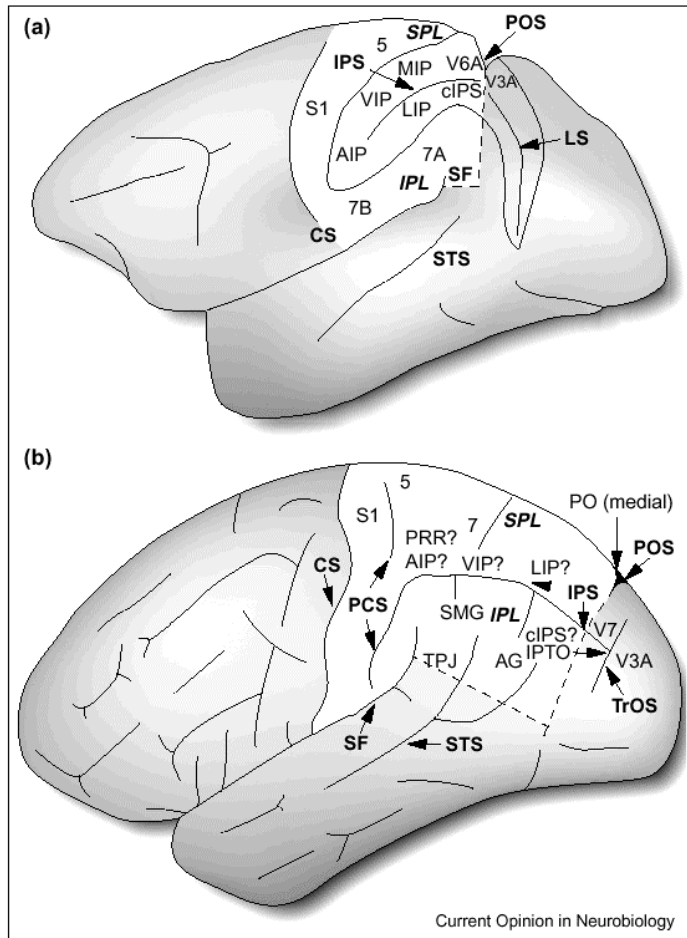 (a)
POS
5 SPL
IPS MIP V6A
V3A
cIPS
S1 VIP LIP
LS
AIP 7A
SF
IPL
7B
CS
STS
(b)
5
PO (medial)
S1
7 SPL
POS
PRR?
CS AIP? VIP? LIP?
IPS
PCS
SMG IPL
cIPS? V7
IPTO
TPJ AG V3A
TrOS
SF STS
Current Opinion in Neurobiology